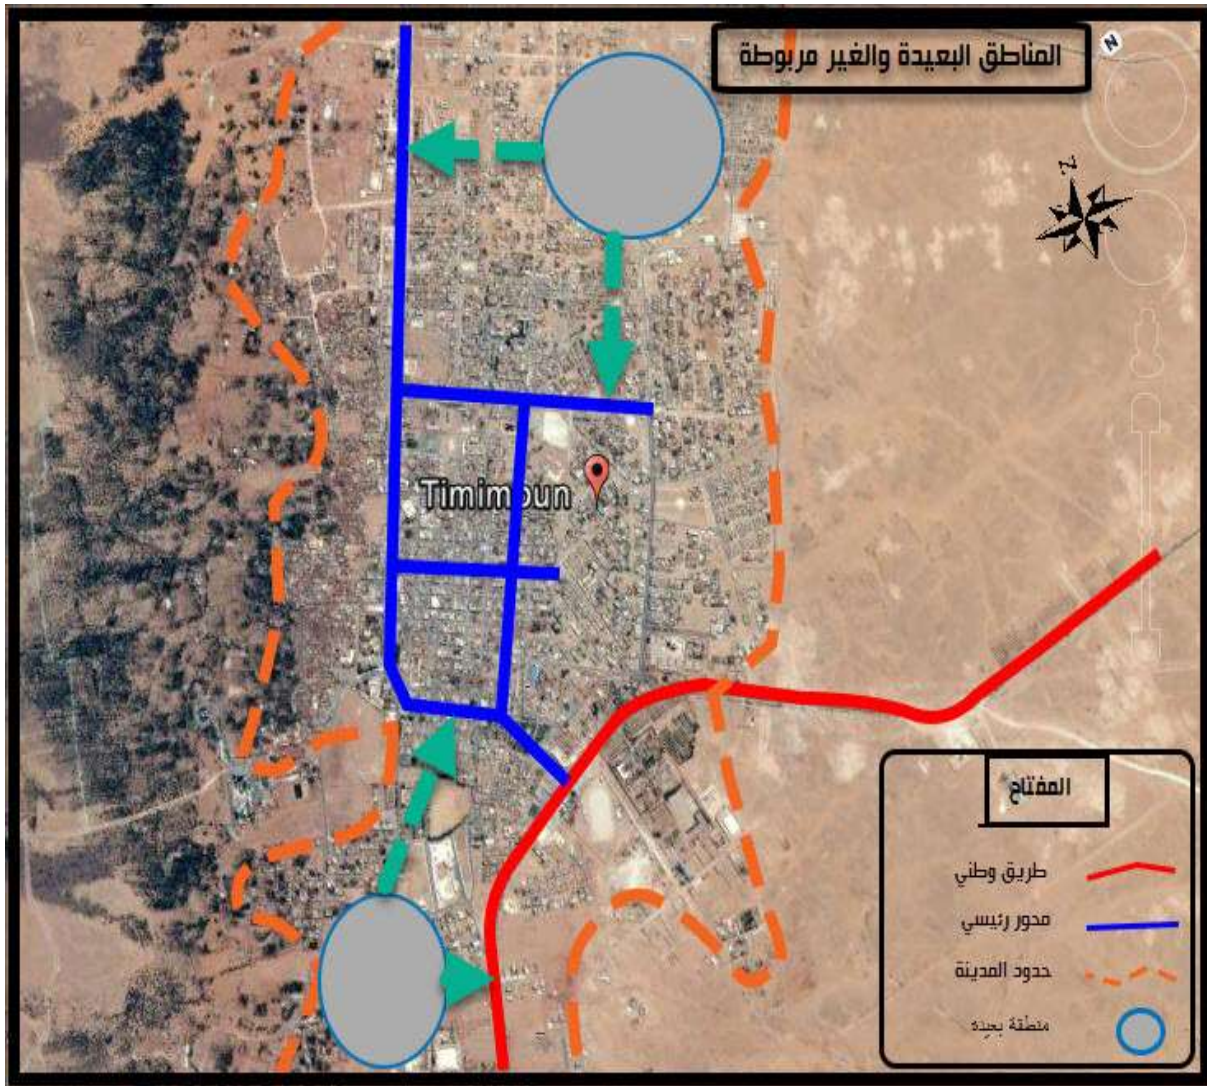 المناطق البعيدة والغير مربوطة
N
N
Timimoun
المفتاح
طريق وطني
محور رئيسي
حدود المدينة
منطقة بعيدة